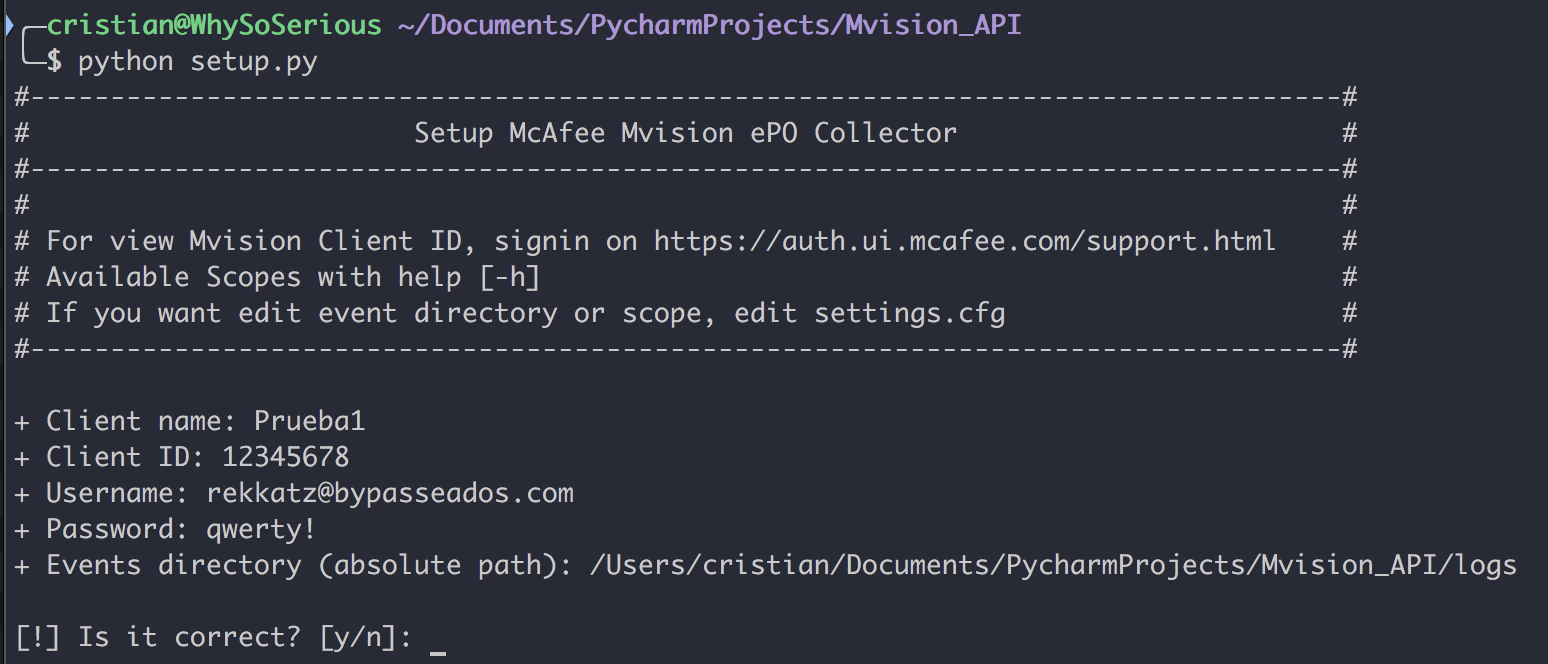 cristian@WhySoSerious ~/Documents/PycharmProjects/Mvision_API
$ python setup.py
#----------------------------------------------------------------------------------#
# Setup McAfee Mvision ePO Collector #
#----------------------------------------------------------------------------------#
# #
# For view Mvision Client ID, signin on https://auth.ui.mcafee.com/support.html #
# Available Scopes with help [-h] #
# If you want edit event directory or scope, edit settings.cfg #
#----------------------------------------------------------------------------------#
+ Client name: Prueba1
+ Client ID: 12345678
+ Username: rekkatz@bypasseados.com
+ Password: qwerty!
+ Events directory (absolute path): /Users/cristian/Documents/PycharmProjects/Mvision_API/logs
[!] Is it correct? [y/n]: _